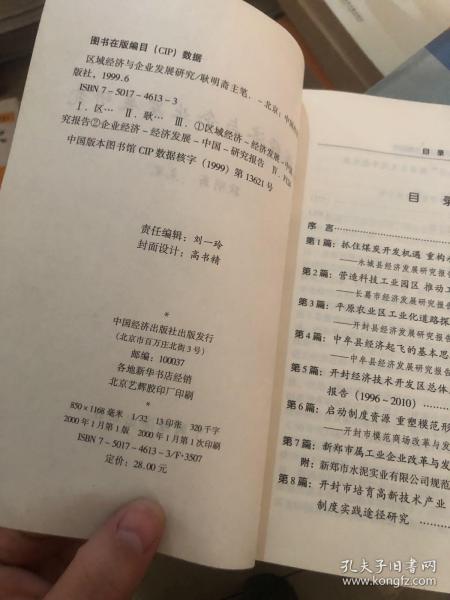 图书在版编目（CIP）数据
区域经济与企业发展研究/耿明斋主笔．－北京：中国
版社，1999.6
ISBN 7－5017－4613－3
Ⅰ.区… Ⅱ.耿… Ⅲ.①区域经济－经济发展－中国
究报告②企业经济－经济发展－中国－研究报告 Ⅳ.F12
中国版本图书馆CIP数据核字（1999）第13621号
责任编辑：刘一玲
封面设计：高书精
*
中国经济出版社出版发行
（北京市百万庄北街3号）
邮编：100037
各地新华书店经销
北京艺辉胶印厂印刷
*
850×1168毫米 1/32 13印张 320千字
2000年1月第1版 2000年1月第1次印刷
ISBN 7－5017－4613－3/F·3507
定价：28.00元
目录
目录
序言
第1篇：抓住煤炭开发机遇 重构
——永城县经济发展研究报告
第2篇：营造科技工业园区 推动
——长葛市经济发展研究报
第3篇：平原农业区工业化道路探
——开封县经济发展研究报
第4篇：中牟县经济起飞的基本思
——中牟县经济发展研究报告
第5篇：开封经济技术开发区总体
报告（1996～2010）
第6篇：启动制度资源 重塑模范形
——开封市模范商场改革与发
第7篇：新郑市属工业企业改革与发
附：新郑市水泥实业有限公司规范
第8篇：开封市培育高新技术产业
制度实践途径研究
孔夫子旧书网
www.kongfz.com